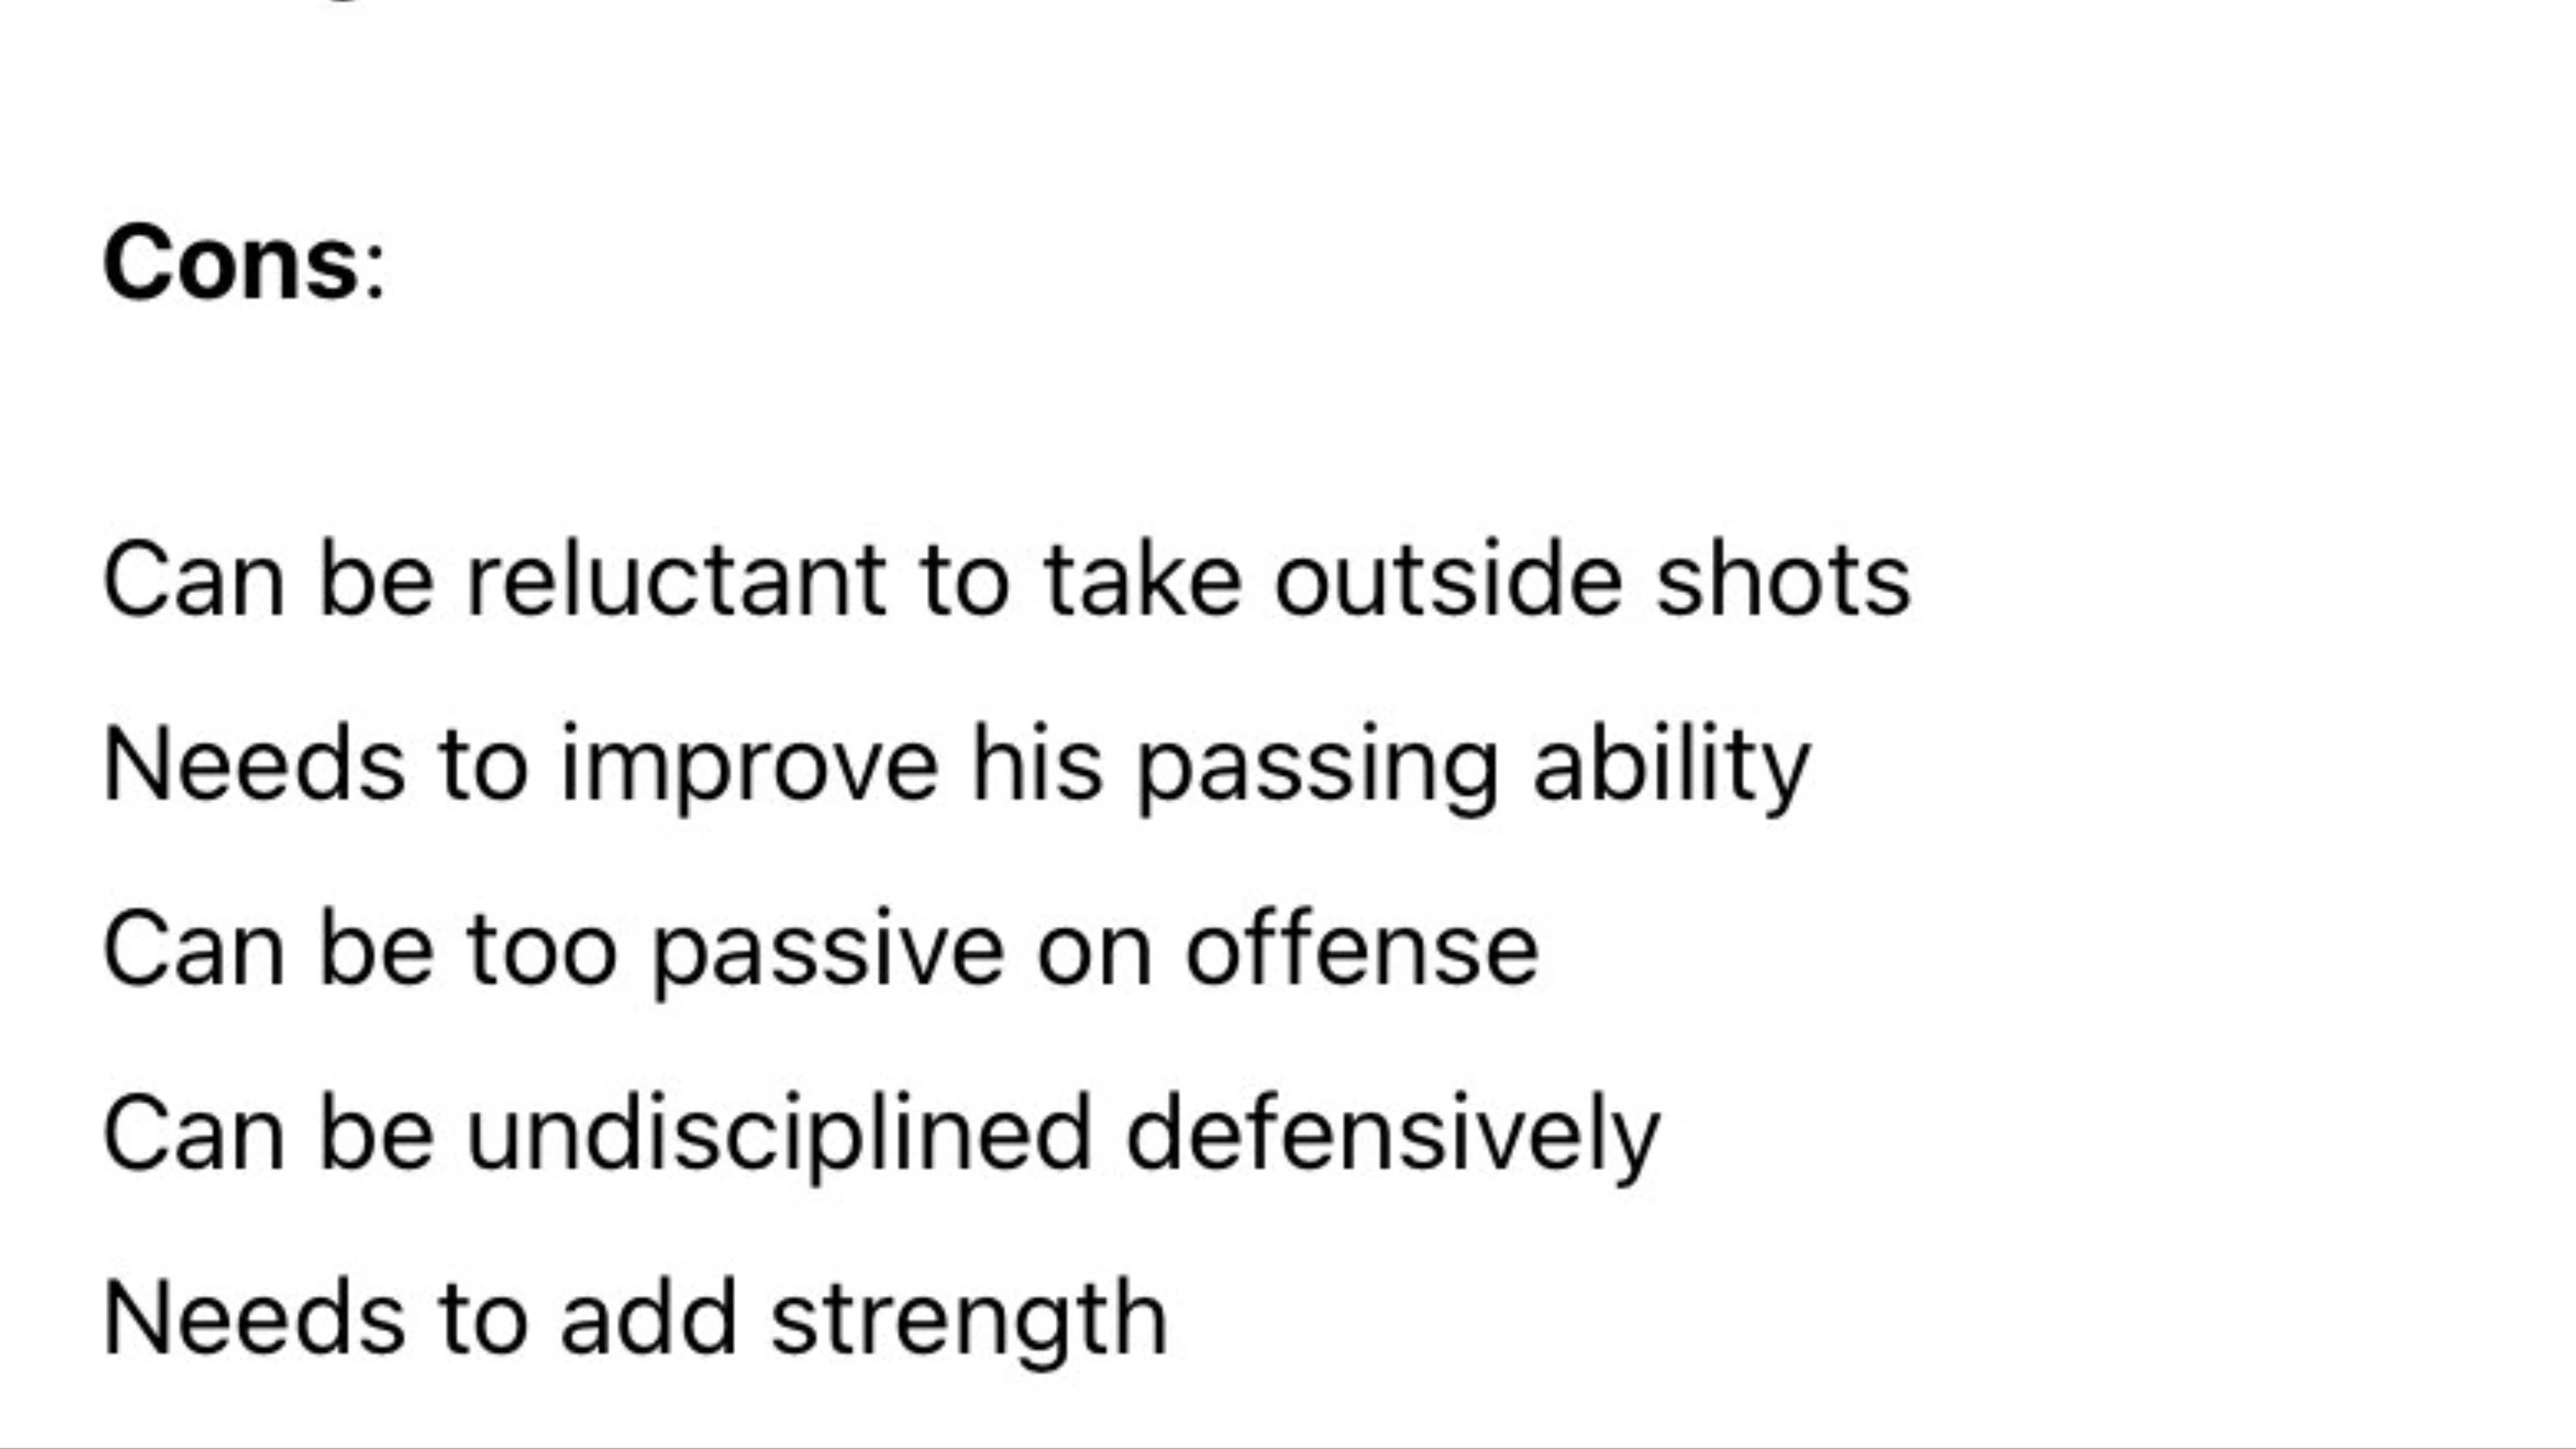 Cons:
Can be reluctant to take outside shots
Needs to improve his passing ability
Can be too passive on offense
Can be undisciplined defensively
Needs to add strength